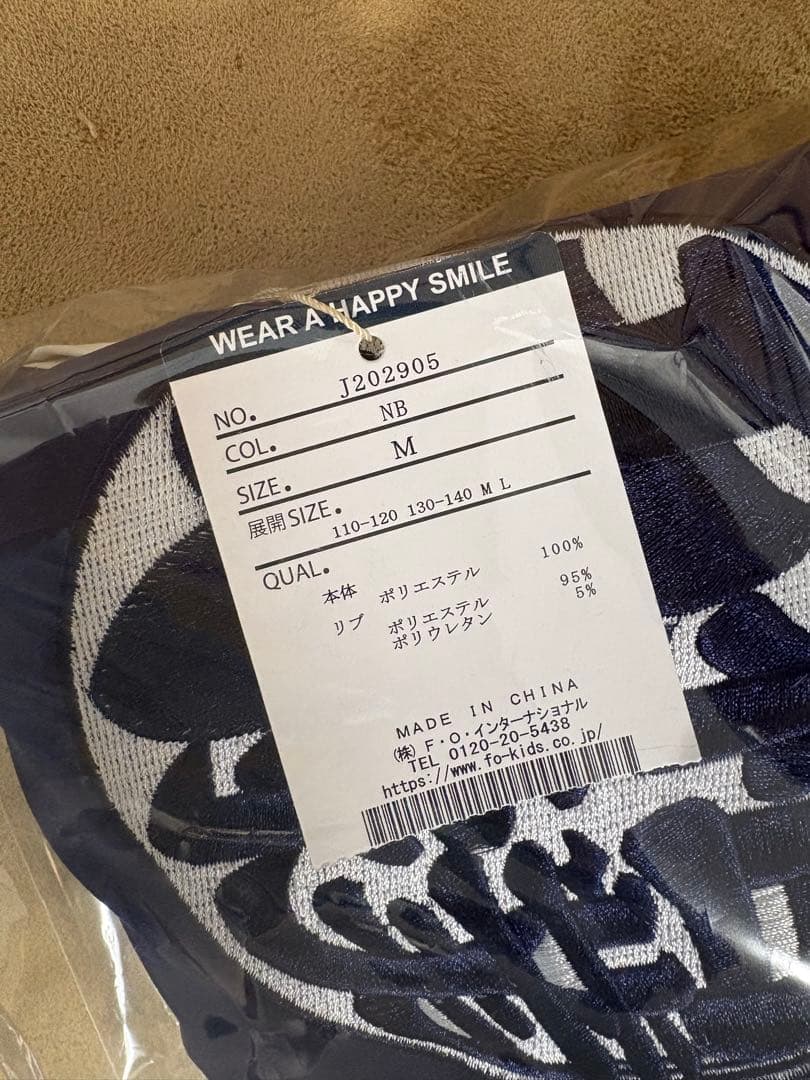 WEAR A HAPPY SMILE
NO. J202905
COL. NB
SIZE. M
展開SIZE. 110-120 130-140 M L
QUAL.
本体 ポリエステル 100%
リブ ポリエステル 95%
ポリウレタン 5%
MADE IN CHINA
(株) F・O・インターナショナル
TEL 0120-20-5438
https://www.fo-kids.co.jp/